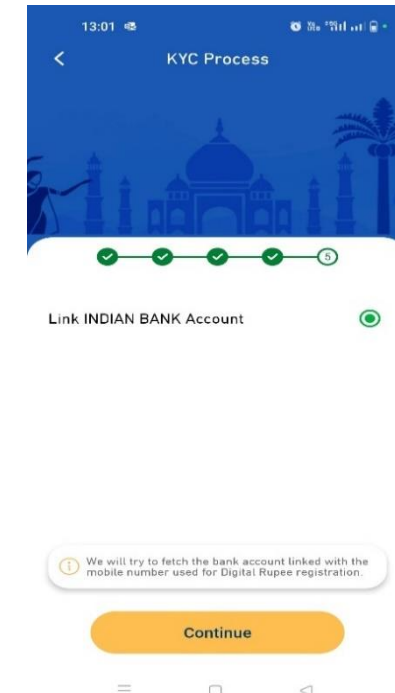 13:01
KYC Process
5
Link INDIAN BANK Account
We will try to fetch the bank account linked with the
mobile number used for Digital Rupee registration.
Continue